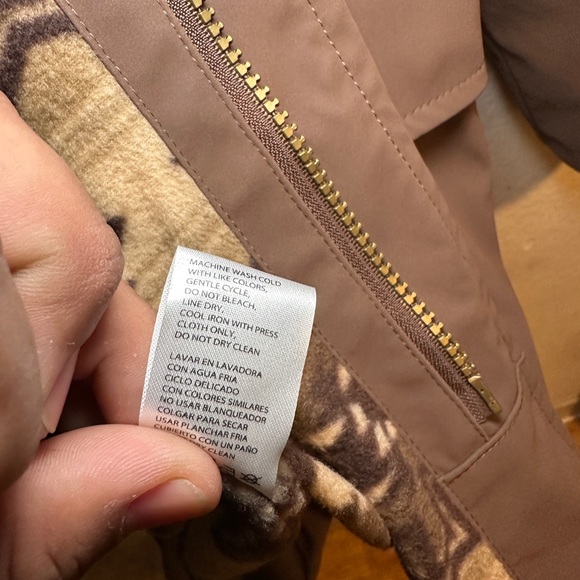 MACHINE WASH COLD
WITH LIKE COLORS,
GENTLE CYCLE,
DO NOT BLEACH,
LINE DRY,
COOL IRON WITH PRESS
CLOTH ONLY,
DO NOT DRY CLEAN
LAVAR EN LAVADORA
CON AGUA FRIA
CICLO DELICADO
CON COLORES SIMILARES
NO USAR BLANQUEADOR
COLGAR PARA SECAR
USAR PLANCHAR FRIA
CUBIERTO CON UN PAÑO
DRY CLEAN